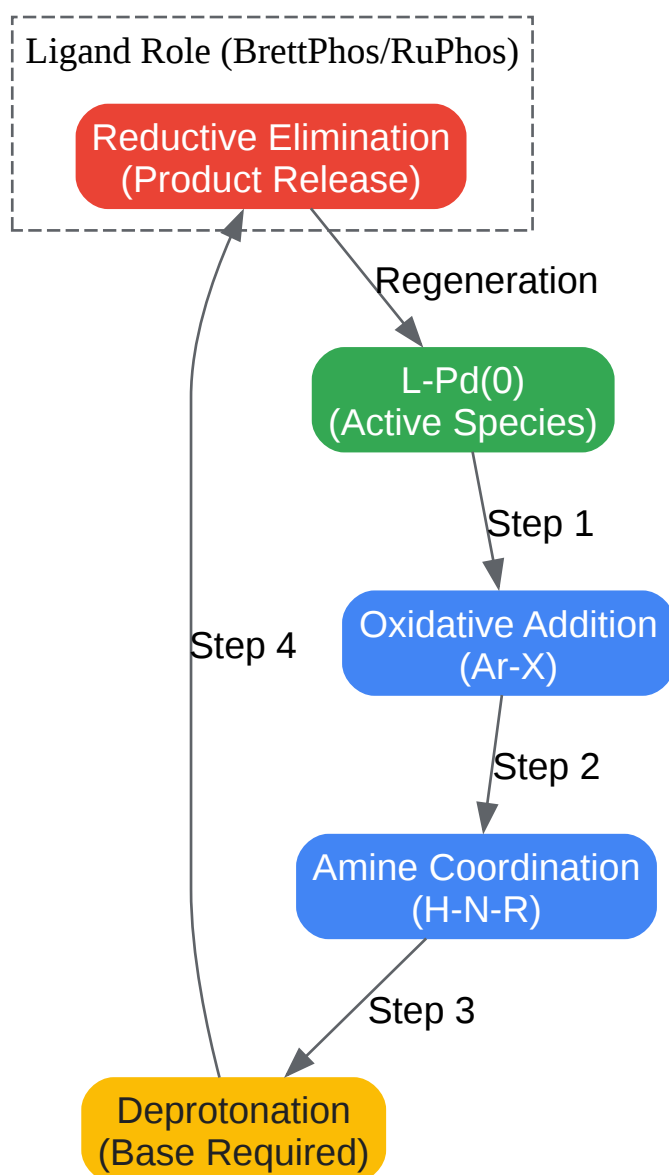 Ligand Role (BrettPhos/RuPhos)
Reductive Elimination
(Product Release)
Regeneration
L-Pd(0)
(Active Species)
Step 1
Oxidative Addition
(Ar-X)
Step 4
Step 2
Amine Coordination
(H-N-R)
Step 3
Deprotonation
(Base Required)